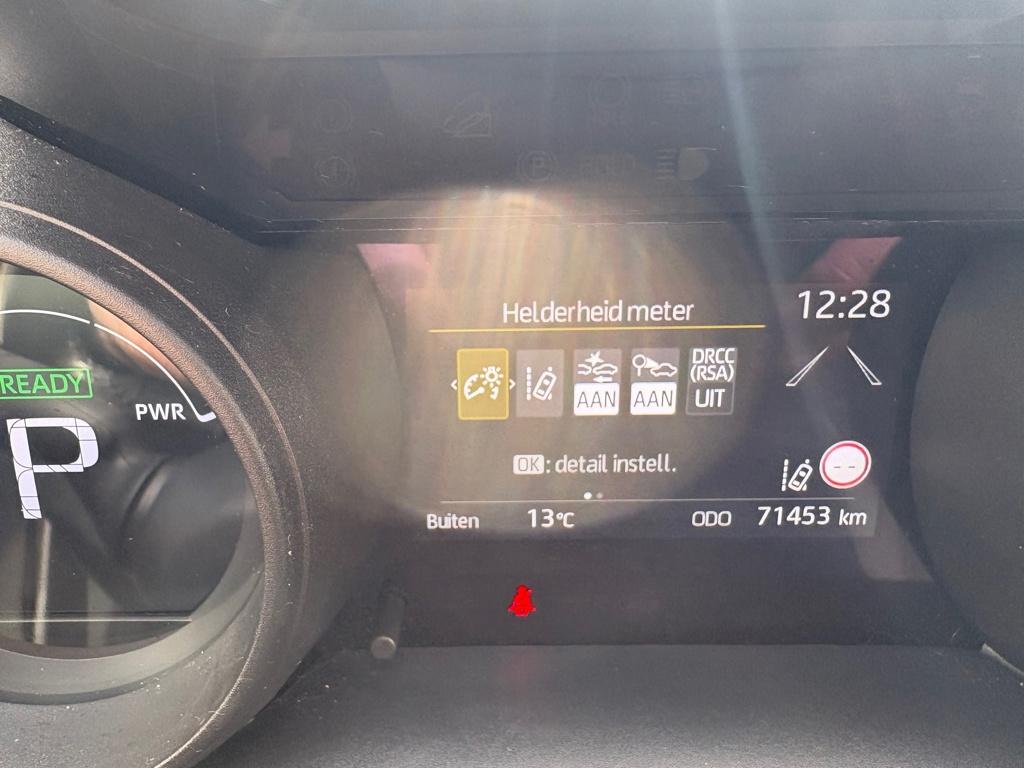 Helderheid meter
12:28
DRCC
(RSA)
AAN
AAN
UIT
READY
PWR
P
OK : detail instell.
--
Buiten 13°C ODO 71453 km